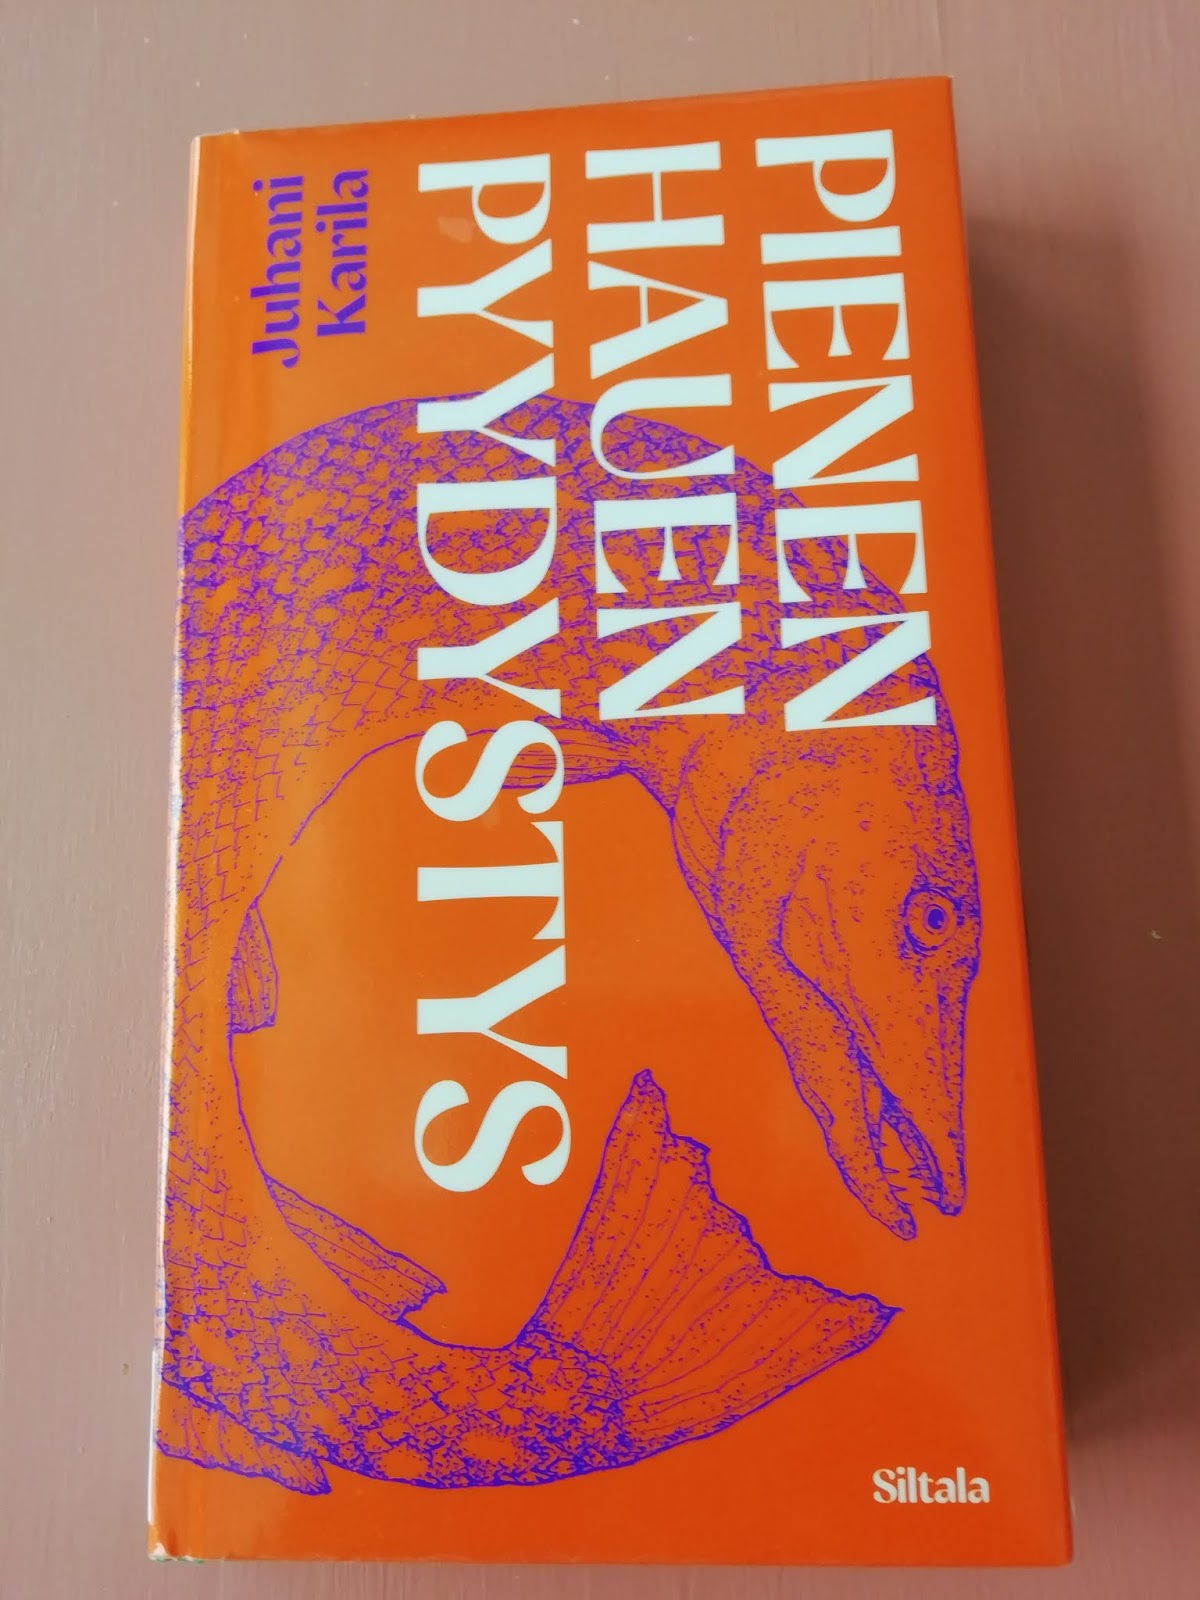 PIENEN
HAUEN
PYYDYSTYS
Juhani
Karila
Siltala